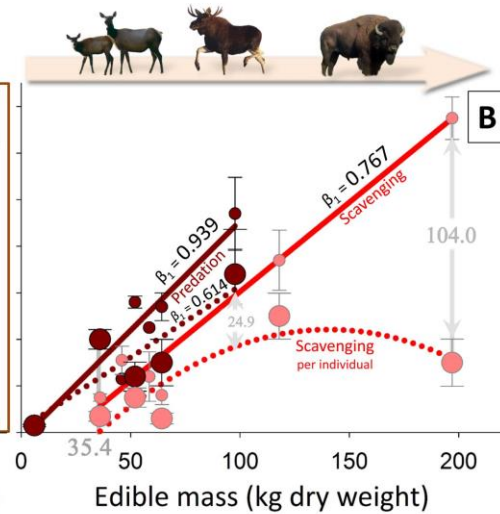 B
β₁ = 0.767
Scavenging
β₁ = 0.939
Predation
β₁ = 0.614
104.0
24.9
Scavenging
per individual
35.4
0 50 100 150 200
Edible mass (kg dry weight)